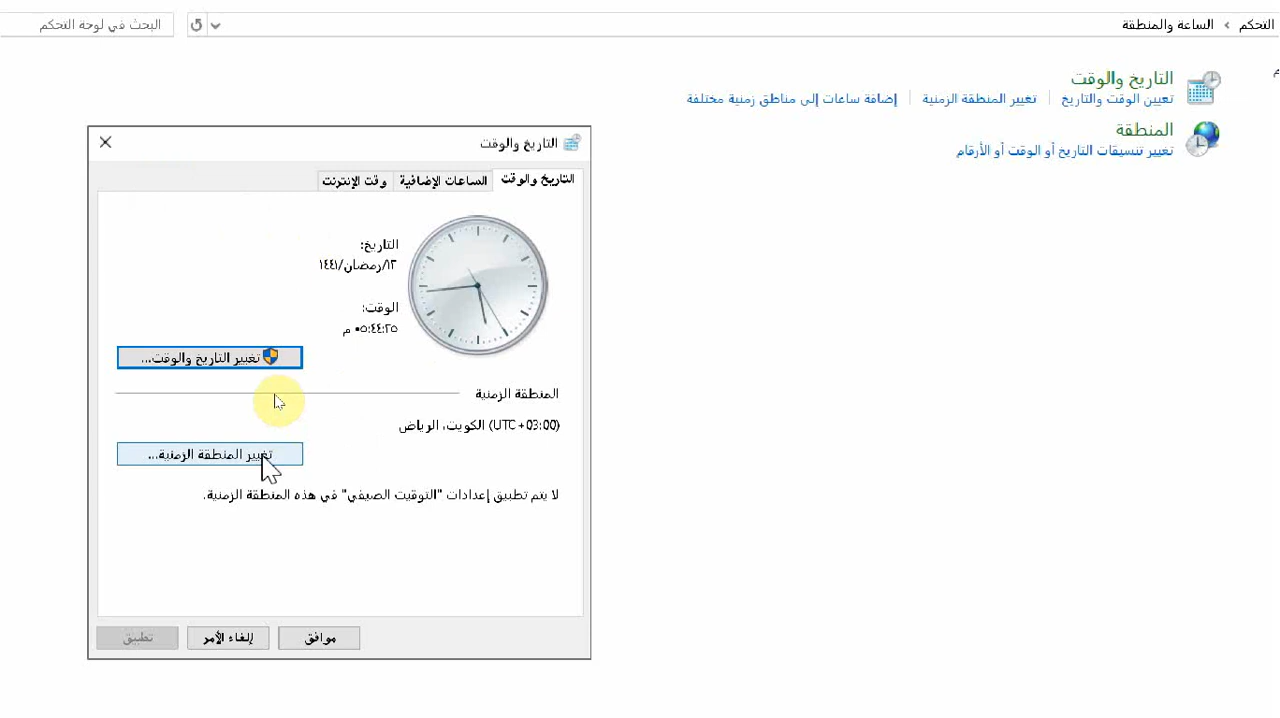 التحكم › الساعة والمنطقة
البحث في لوحة التحكم
التاريخ والوقت
تعيين الوقت والتاريخ
تغيير المنطقة الزمنية
إضافة ساعات إلى مناطق زمنية مختلفة
المنطقة
تغيير تنسيقات التاريخ أو الوقت أو الأرقام
التاريخ والوقت
التاريخ والوقت
الساعات الإضافية
وقت الإنترنت
التاريخ:
١٢/رمضان/١٤٤١
الوقت:
٠٥:٤٤:٢٥ م
تغيير التاريخ والوقت...
المنطقة الزمنية
(UTC+03:00) الكويت، الرياض
تغيير المنطقة الزمنية...
لا يتم تطبيق إعدادات "التوقيت الصيفي" في هذه المنطقة الزمنية.
موافق
إلغاء الأمر
تطبيق